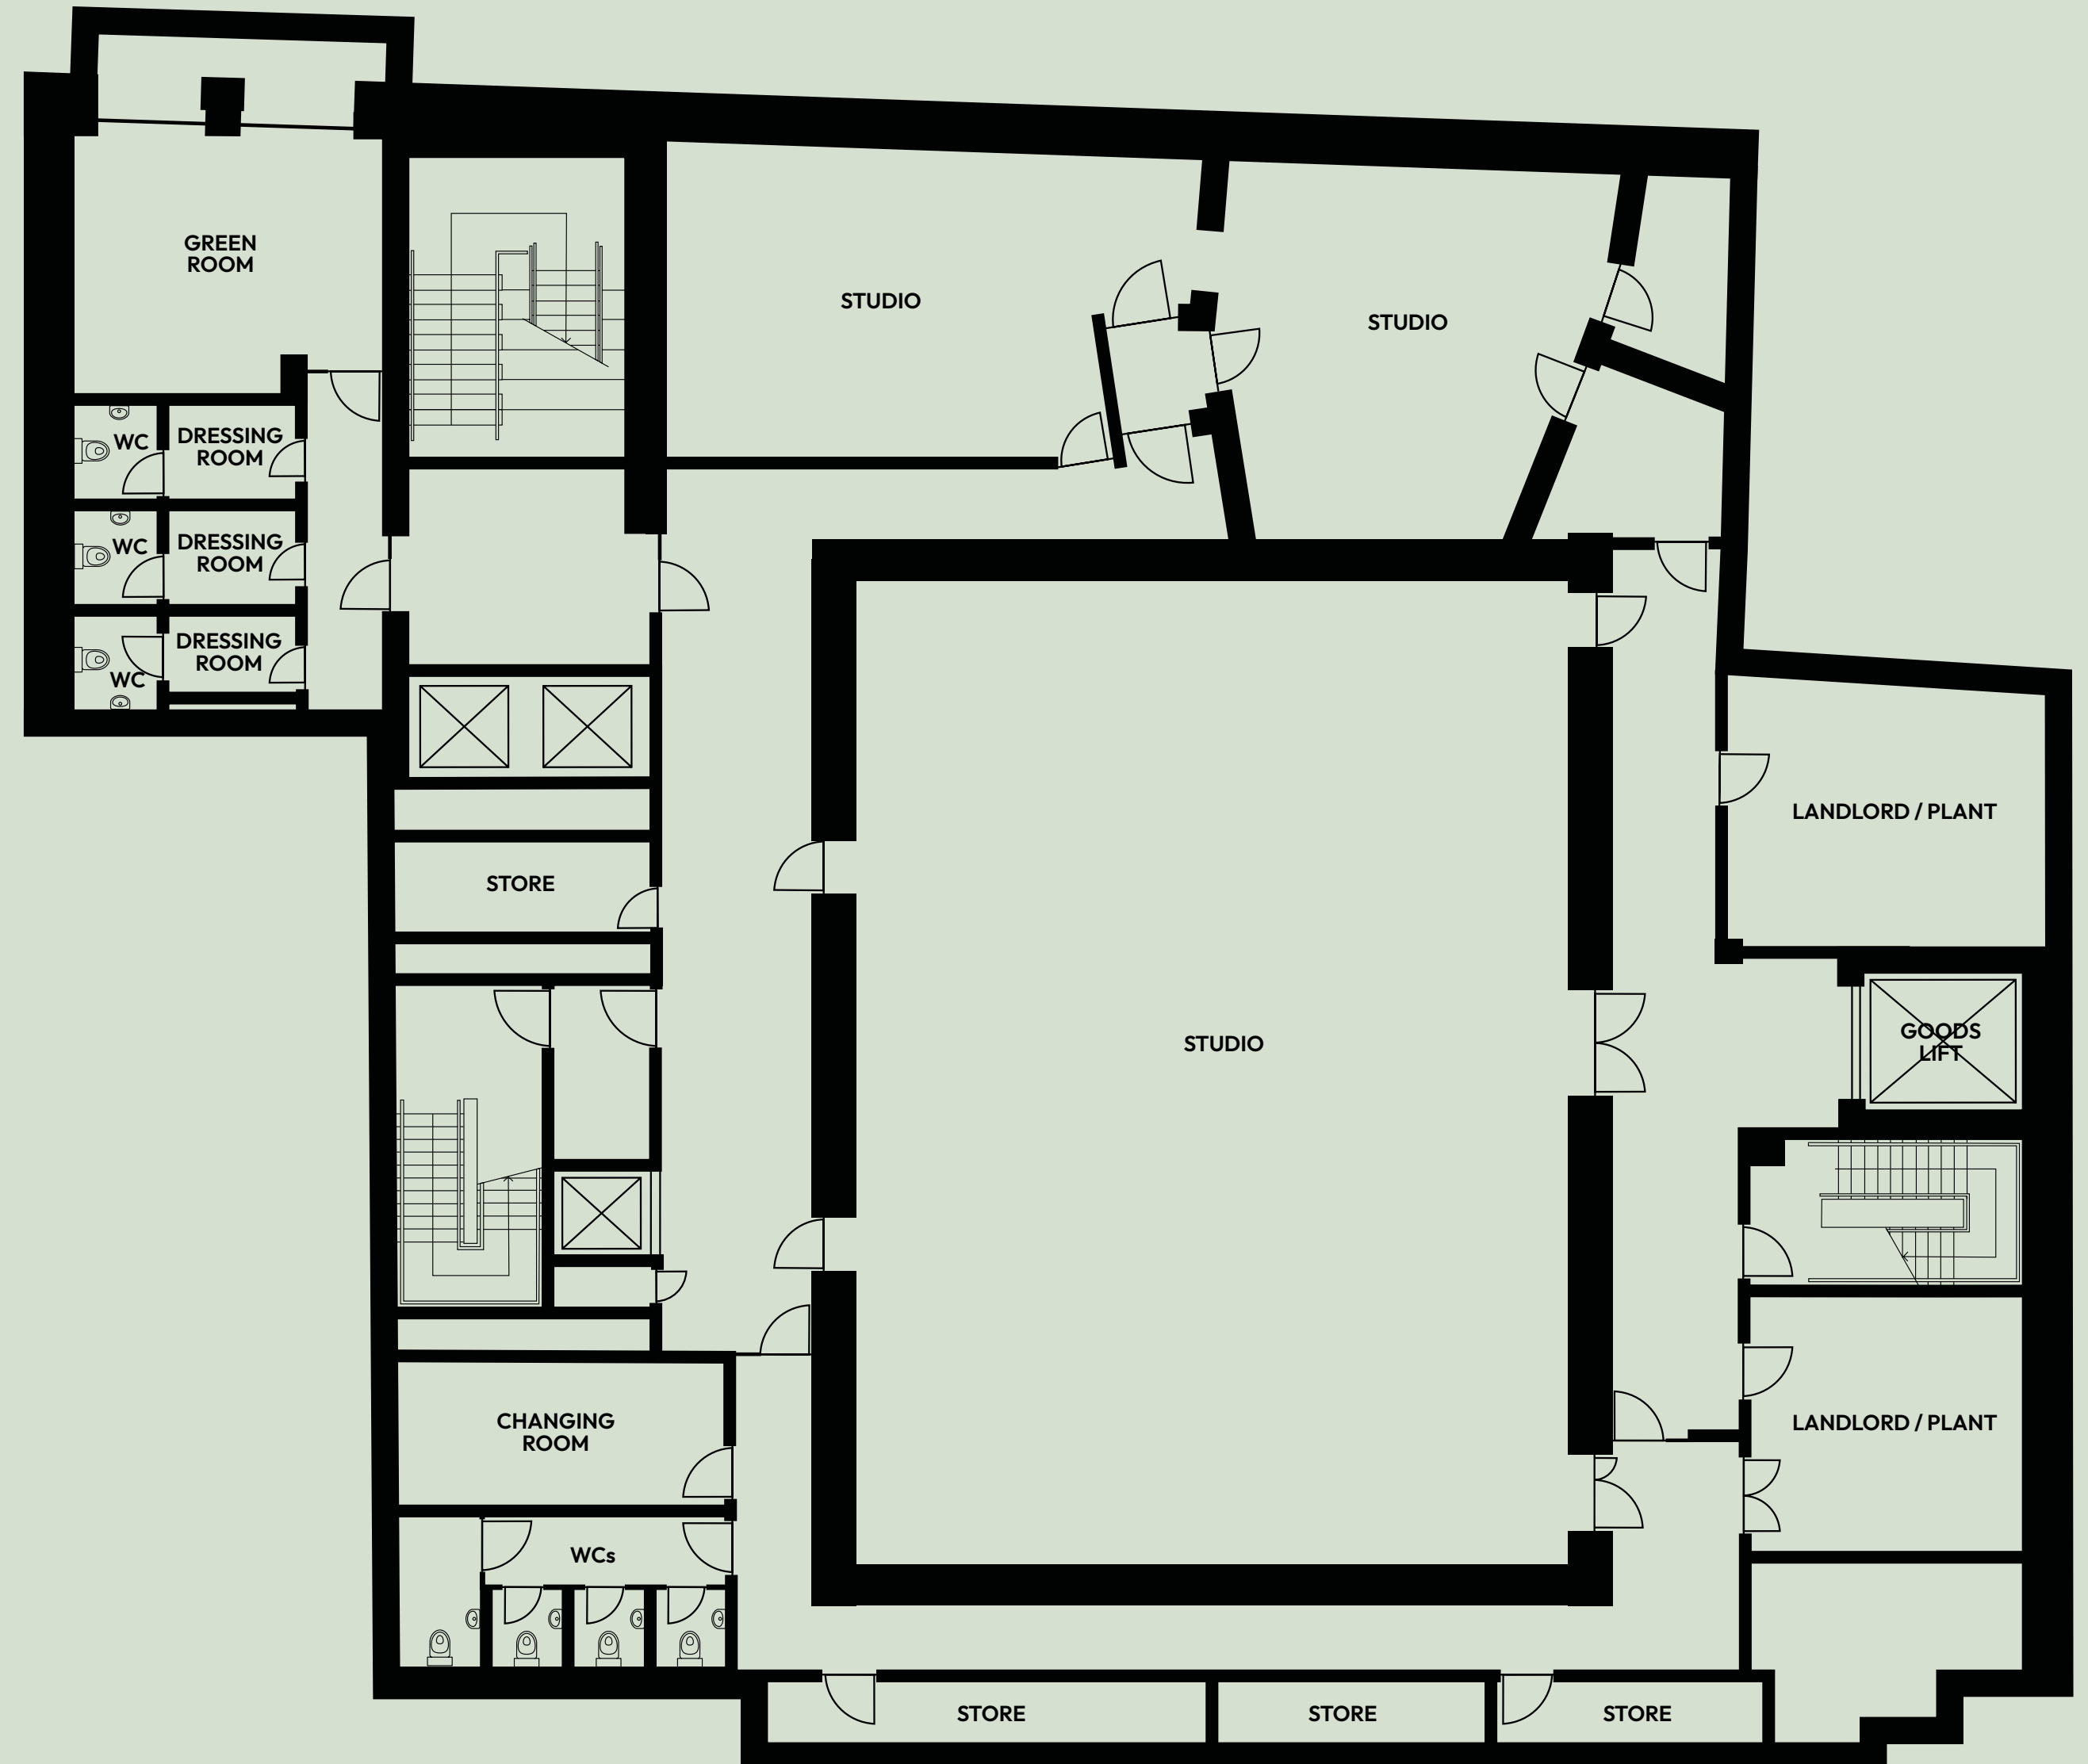 GREEN
ROOM
STUDIO
STUDIO
WC
DRESSING
ROOM
WC
DRESSING
ROOM
WC
DRESSING
ROOM
LANDLORD / PLANT
STORE
STUDIO
GOODS
LIFT
CHANGING
ROOM
LANDLORD / PLANT
WCs
STORE
STORE
STORE